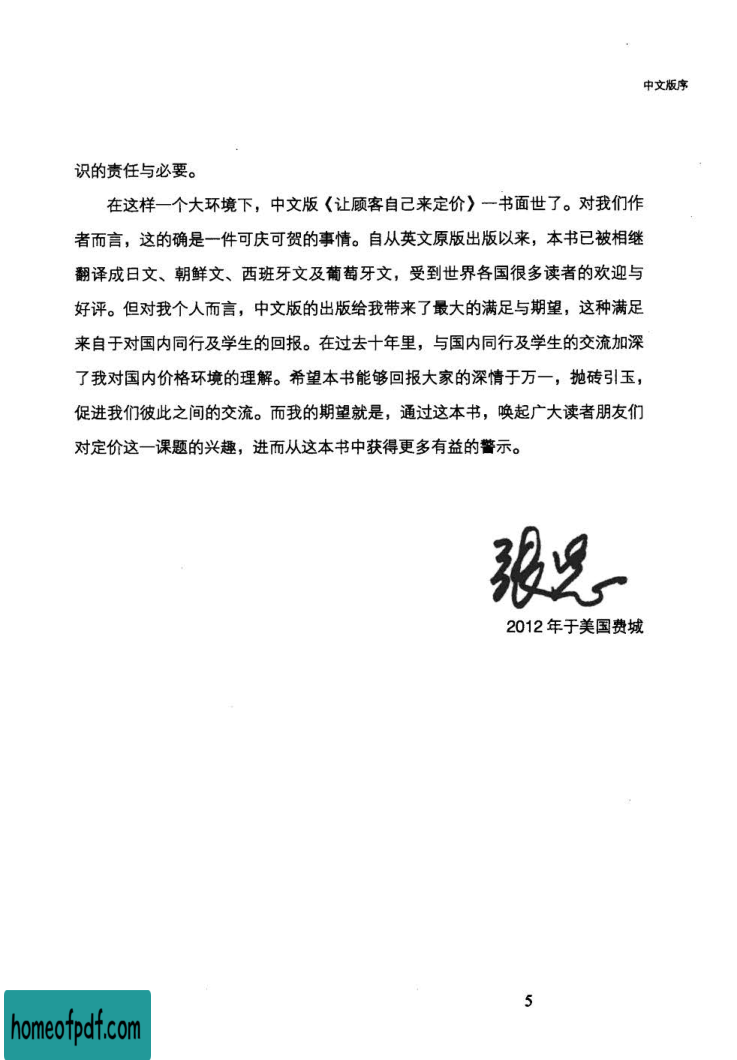 中文版序
识的责任与必要。
在这样一个大环境下，中文版《让顾客自己来定价》一书面世了。对我们作
者而言，这的确是一件可庆可贺的事情。自从英文原版出版以来，本书已被相继
翻译成日文、朝鲜文、西班牙文及葡萄牙文，受到世界各国很多读者的欢迎与
好评。但对我个人而言，中文版的出版给我带来了最大的满足与期望，这种满足
来自于对国内同行及学生的回报。在过去十年里，与国内同行及学生的交流加深
了我对国内价格环境的理解。希望本书能够回报大家的深情于万一，抛砖引玉，
促进我们彼此之间的交流。而我的期望就是，通过这本书，唤起广大读者朋友们
对定价这一课题的兴趣，进而从这本书中获得更多有益的警示。
张忠
2012 年于美国费城
5
homeofpdf.com